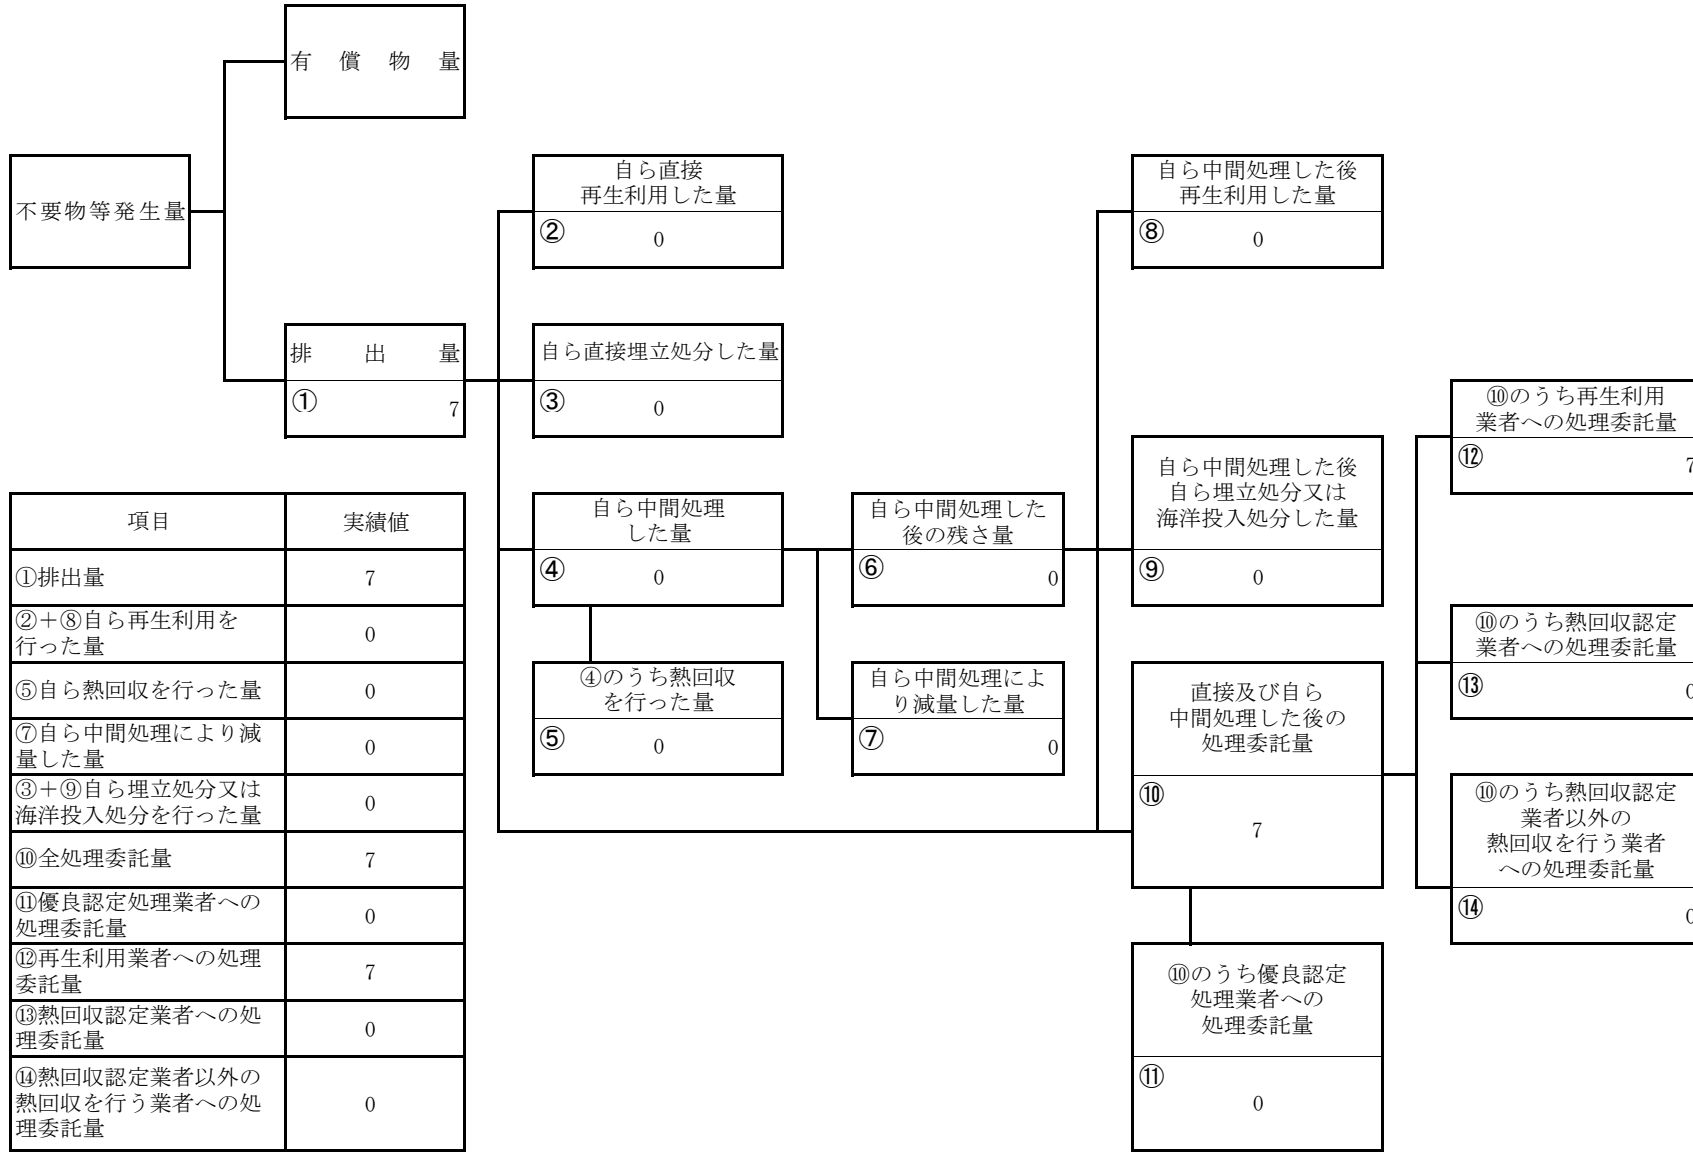 有償物量
不要物等発生量
排出量
① 7
自ら直接
再生利用した量
② 0
自ら直接埋立処分した量
③ 0
自ら中間処理
した量
④ 0
④のうち熱回収
を行った量
⑤ 0
自ら中間処理した
後の残さ量
⑥ 0
自ら中間処理によ
り減量した量
⑦ 0
自ら中間処理した後
再生利用した量
⑧ 0
自ら中間処理した後
自ら埋立処分又は
海洋投入処分した量
⑨ 0
直接及び自ら
中間処理した後の
処理委託量
⑩
7
⑩のうち優良認定
処理業者への
処理委託量
⑪
0
⑩のうち再生利用
業者への処理委託量
⑫ 7
⑩のうち熱回収認定
業者への処理委託量
⑬ 0
⑩のうち熱回収認定
業者以外の
熱回収を行う業者
への処理委託量
⑭ 0
項目 実績値
①排出量 7
②＋⑧自ら再生利用を
行った量 0
⑤自ら熱回収を行った量 0
⑦自ら中間処理により減
量した量 0
③＋⑨自ら埋立処分又は
海洋投入処分を行った量 0
⑩全処理委託量 7
⑪優良認定処理業者への
処理委託量 0
⑫再生利用業者への処理
委託量 7
⑬熱回収認定業者への処
理委託量 0
⑭熱回収認定業者以外の
熱回収を行う業者への処
理委託量 0